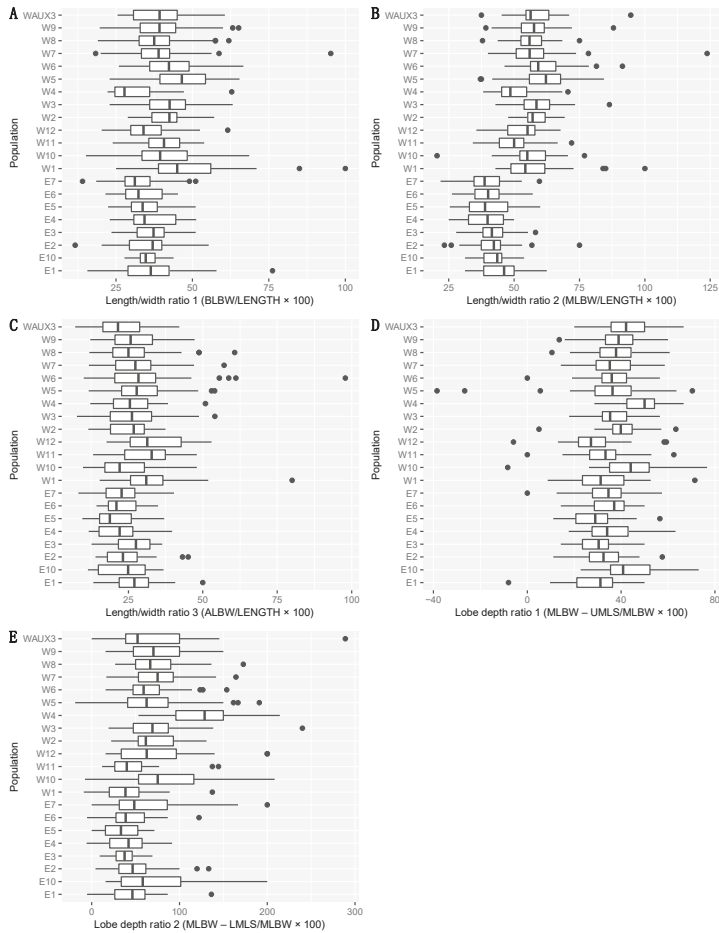 A
Population
WAUX3
W9
W8
W7
W6
W5
W4
W3
W2
W12
W11
W10
W1
E7
E6
E5
E4
E3
E2
E10
E1
25 50 75 100
Length/width ratio 1 (BLBW/LENGTH × 100)
B
Population
WAUX3
W9
W8
W7
W6
W5
W4
W3
W2
W12
W11
W10
W1
E7
E6
E5
E4
E3
E2
E10
E1
25 50 75 100 125
Length/width ratio 2 (MLBW/LENGTH × 100)
C
Population
WAUX3
W9
W8
W7
W6
W5
W4
W3
W2
W12
W11
W10
W1
E7
E6
E5
E4
E3
E2
E10
E1
25 50 75 100
Length/width ratio 3 (ALBW/LENGTH × 100)
D
Population
WAUX3
W9
W8
W7
W6
W5
W4
W3
W2
W12
W11
W10
W1
E7
E6
E5
E4
E3
E2
E10
E1
−40 0 40 80
Lobe depth ratio 1 (MLBW – UMLS/MLBW × 100)
E
Population
WAUX3
W9
W8
W7
W6
W5
W4
W3
W2
W12
W11
W10
W1
E7
E6
E5
E4
E3
E2
E10
E1
0 100 200 300
Lobe depth ratio 2 (MLBW – LMLS/MLBW × 100)